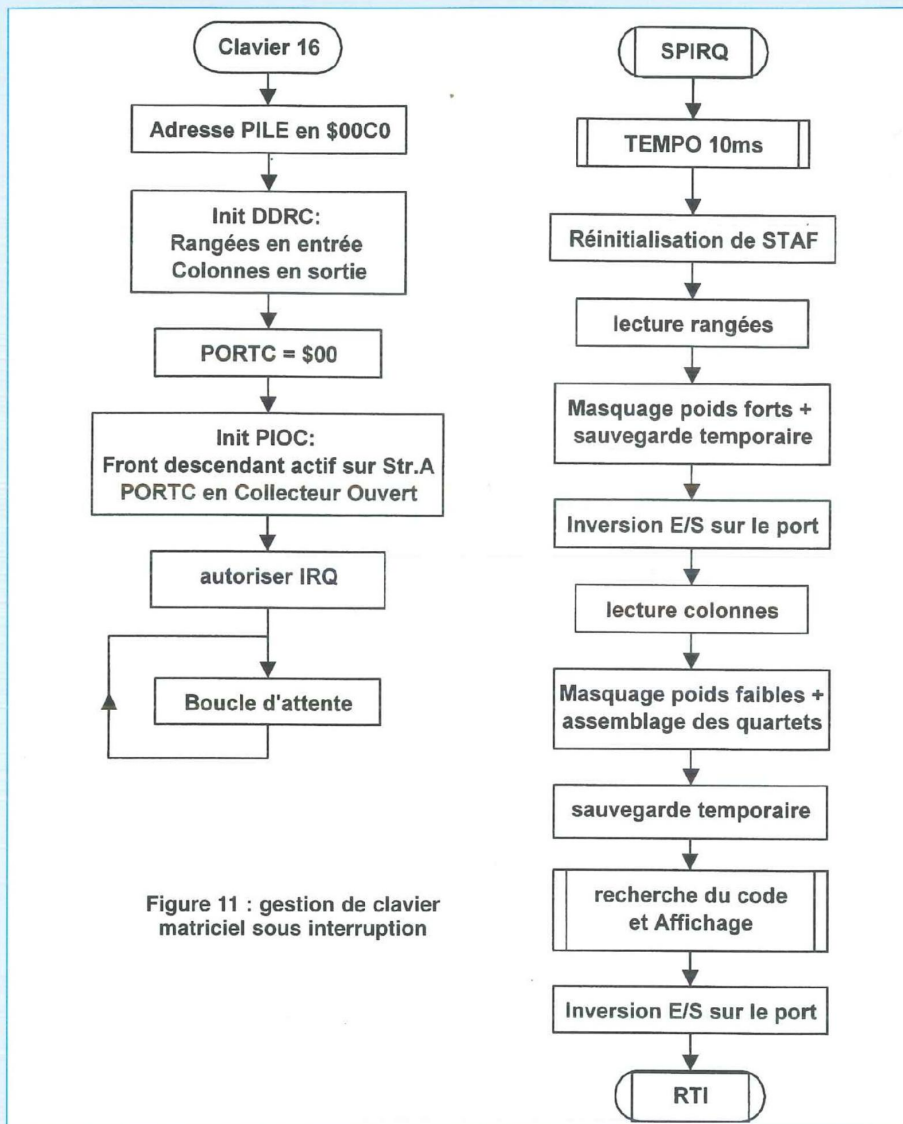 Clavier 16
Adresse PILE en $00C0
Init DDRC:
Rangées en entrée
Colonnes en sortie
PORTC = $00
Init PIOC:
Front descendant actif sur Str.A
PORTC en Collecteur Ouvert
autoriser IRQ
Boucle d'attente
Figure 11 : gestion de clavier
matriciel sous interruption
SPIRQ
TEMPO 10ms
Réinitialisation de STAF
lecture rangées
Masquage poids forts +
sauvegarde temporaire
Inversion E/S sur le port
lecture colonnes
Masquage poids faibles +
assemblage des quartets
sauvegarde temporaire
recherche du code
et Affichage
Inversion E/S sur le port
RTI